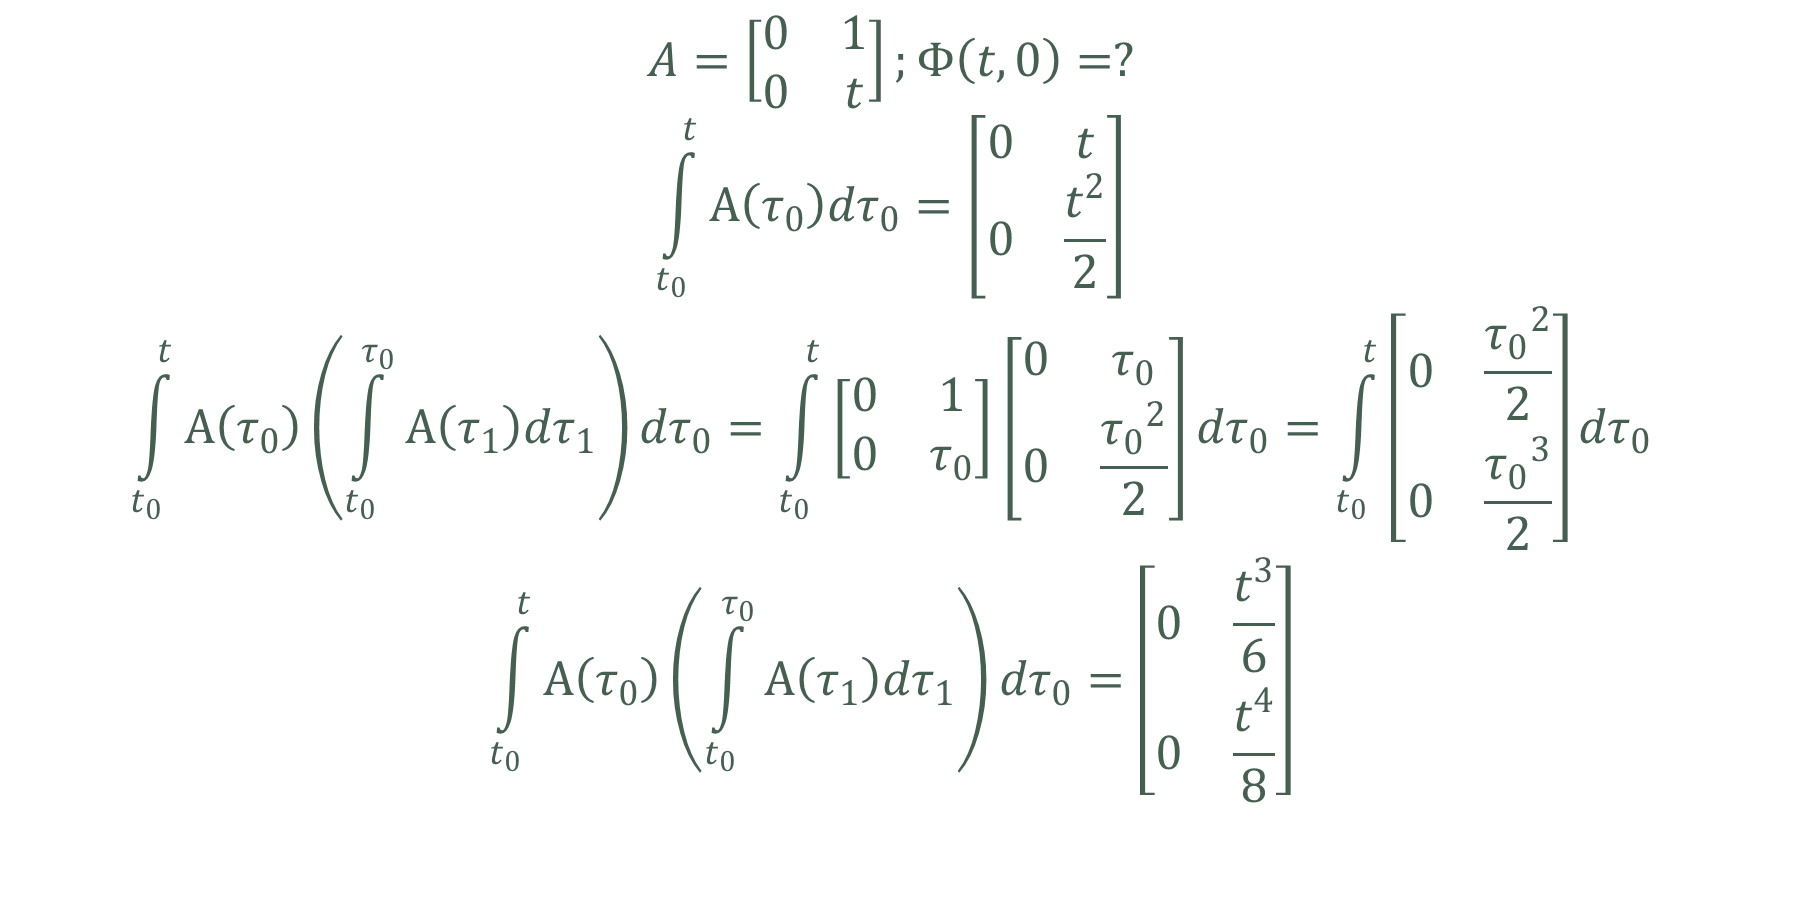 A = [0 1; 0 t] ; Φ(t, 0) =?
∫_{t₀}^{t} A(τ₀)dτ₀ = [0 t; 0 t²/2]
∫_{t₀}^{t} A(τ₀) (∫_{t₀}^{τ₀} A(τ₁)dτ₁) dτ₀ = ∫_{t₀}^{t} [0 1; 0 τ₀] [0 τ₀; 0 τ₀²/2] dτ₀ = ∫_{t₀}^{t} [0 τ₀²/2; 0 τ₀³/2] dτ₀
∫_{t₀}^{t} A(τ₀) (∫_{t₀}^{τ₀} A(τ₁)dτ₁) dτ₀ = [0 t³/6; 0 t⁴/8]